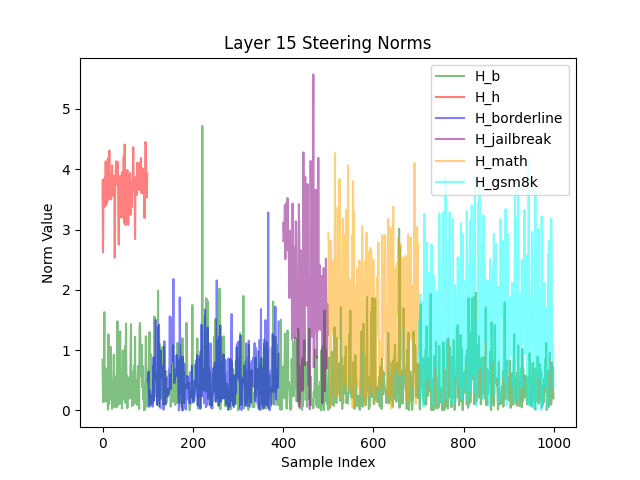 Layer 15 Steering Norms
H_b
H_h
H_borderline
H_jailbreak
H_math
H_gsm8k
Norm Value
5
4
3
2
1
0
0 200 400 600 800 1000
Sample Index